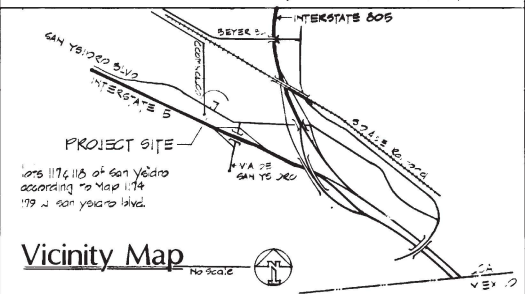 INTERSTATE 805
BEYER
SAN YSIDRO BLVD
INTERSTATE 5
PROJECT SITE
VIA DE
SAN YSIDRO
lots 117 & 118 of San Ysidro
according to Map 1174
179 W. San Ysidro blvd.
Vicinity Map
No Scale
N